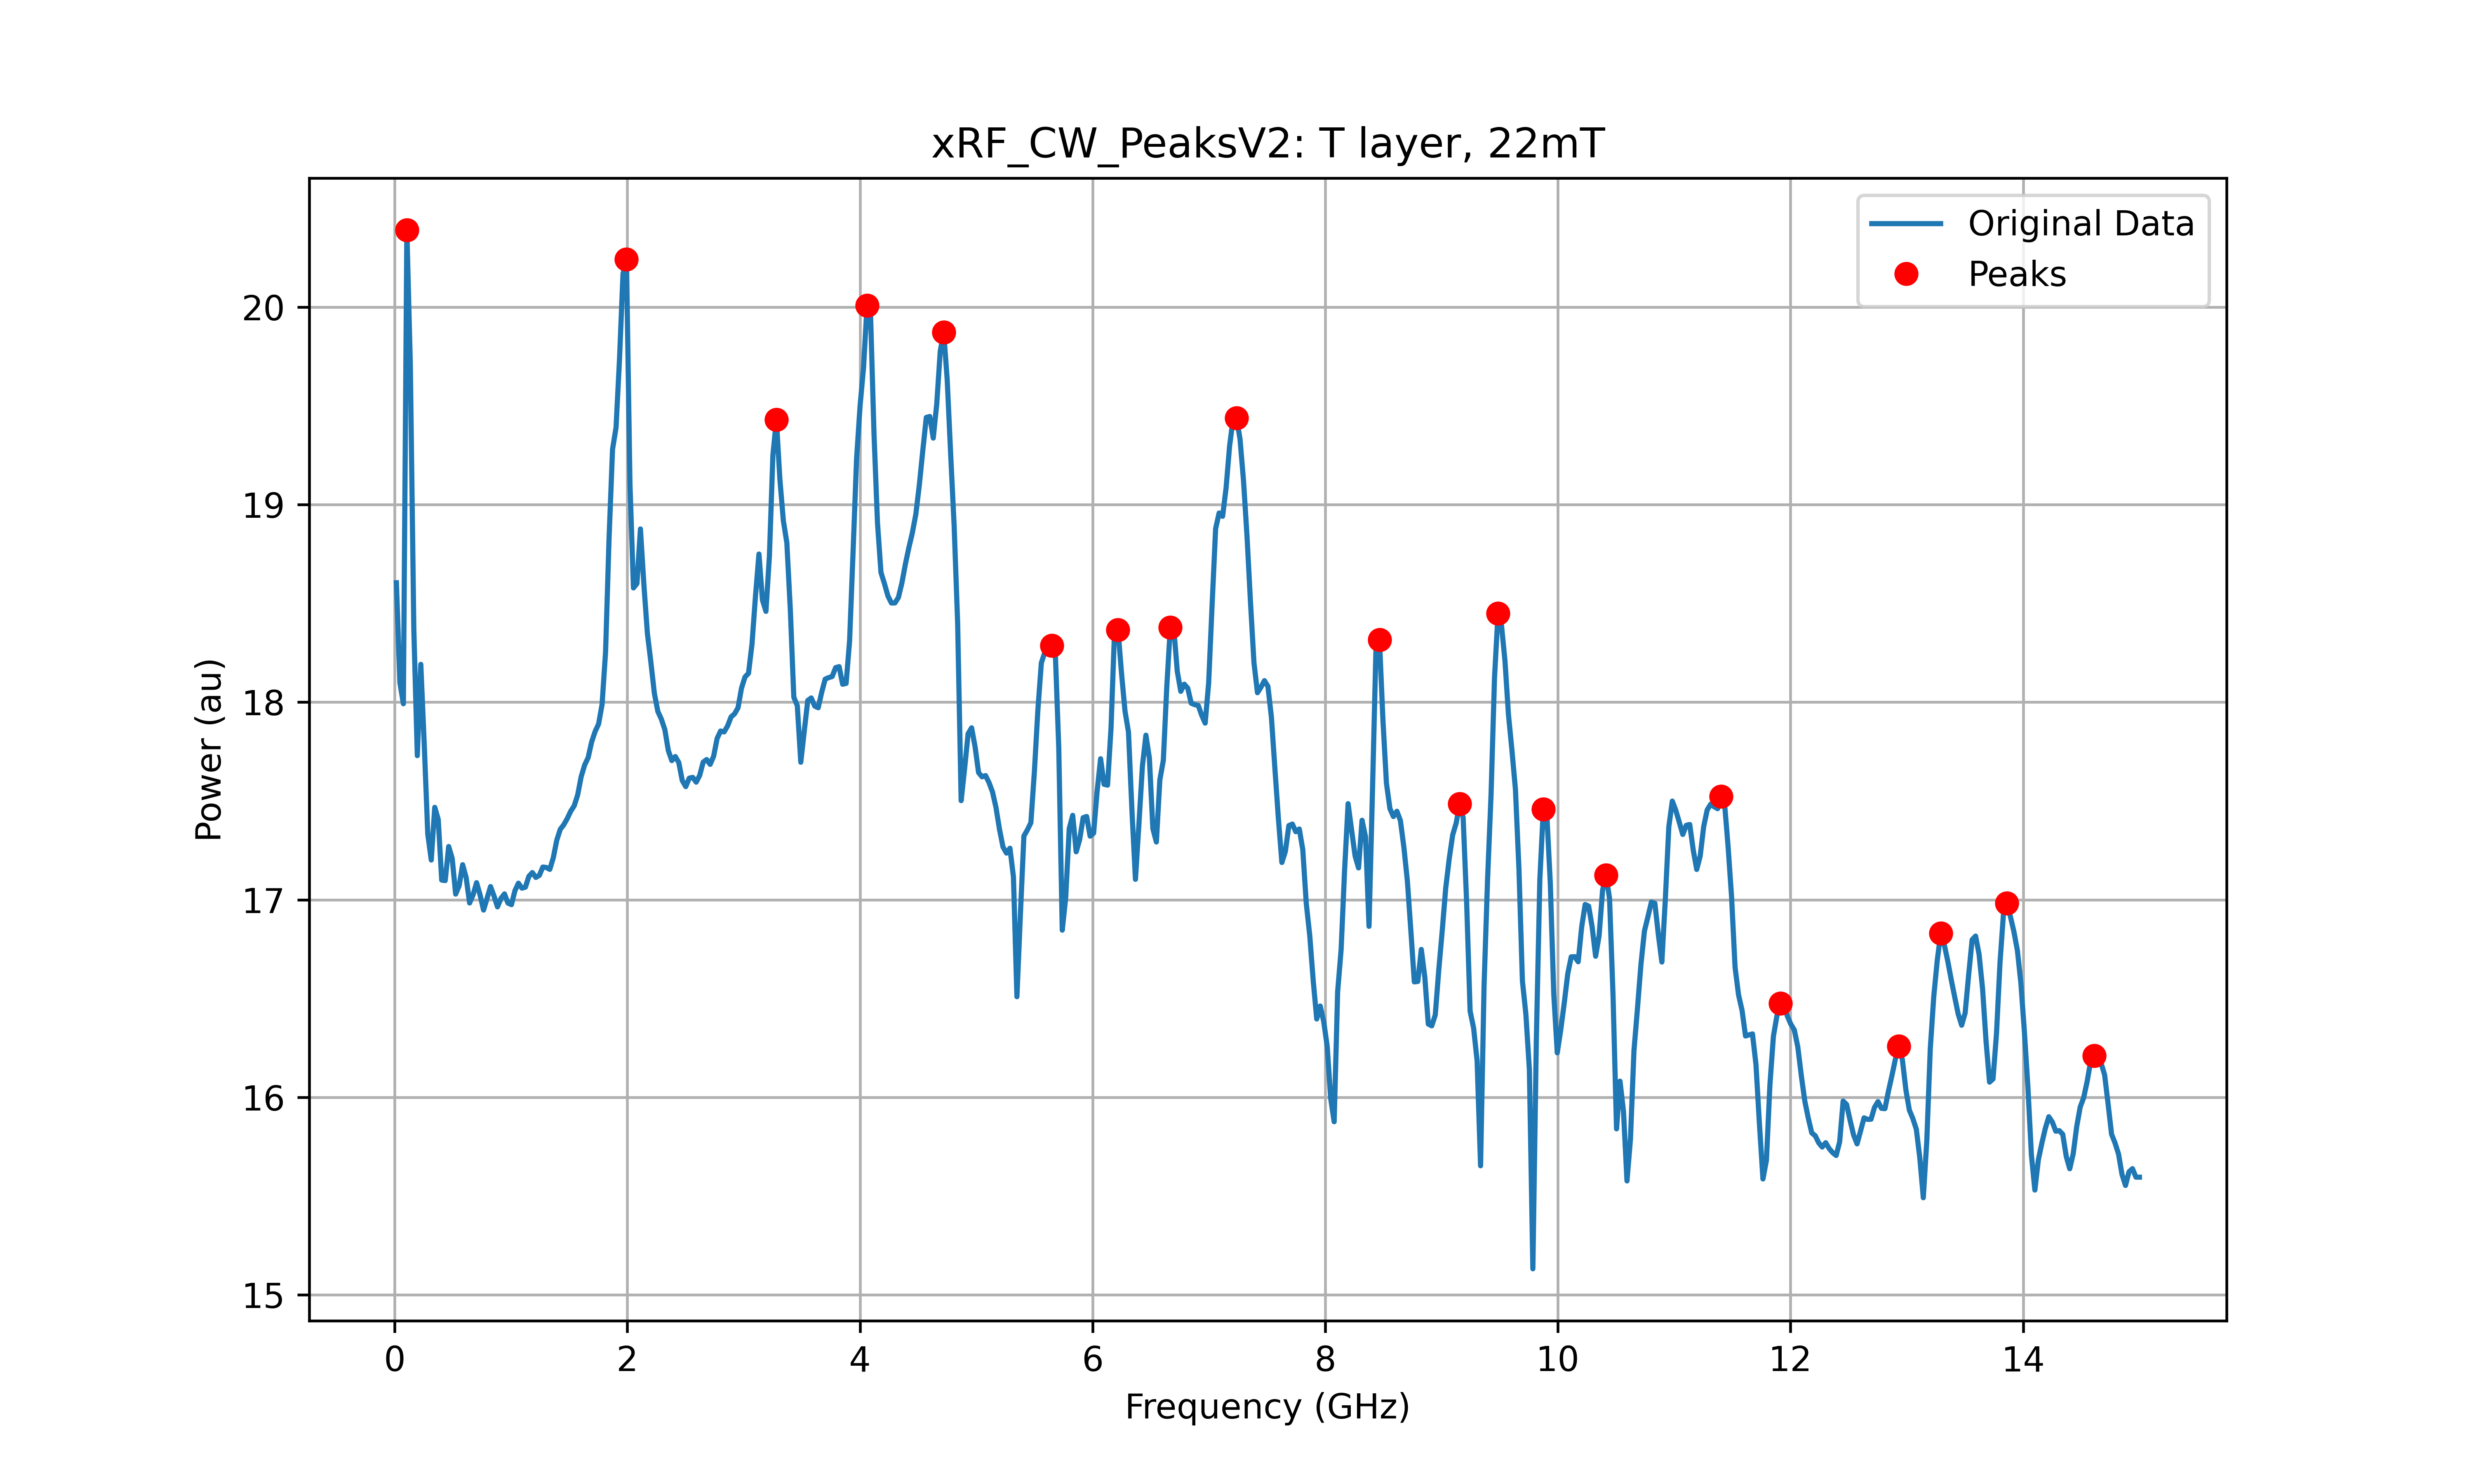 xRF_CW_PeaksV2: T layer, 22mT
Original Data
Peaks
Power (au)
20
19
18
17
16
15
0 2 4 6 8 10 12 14
Frequency (GHz)